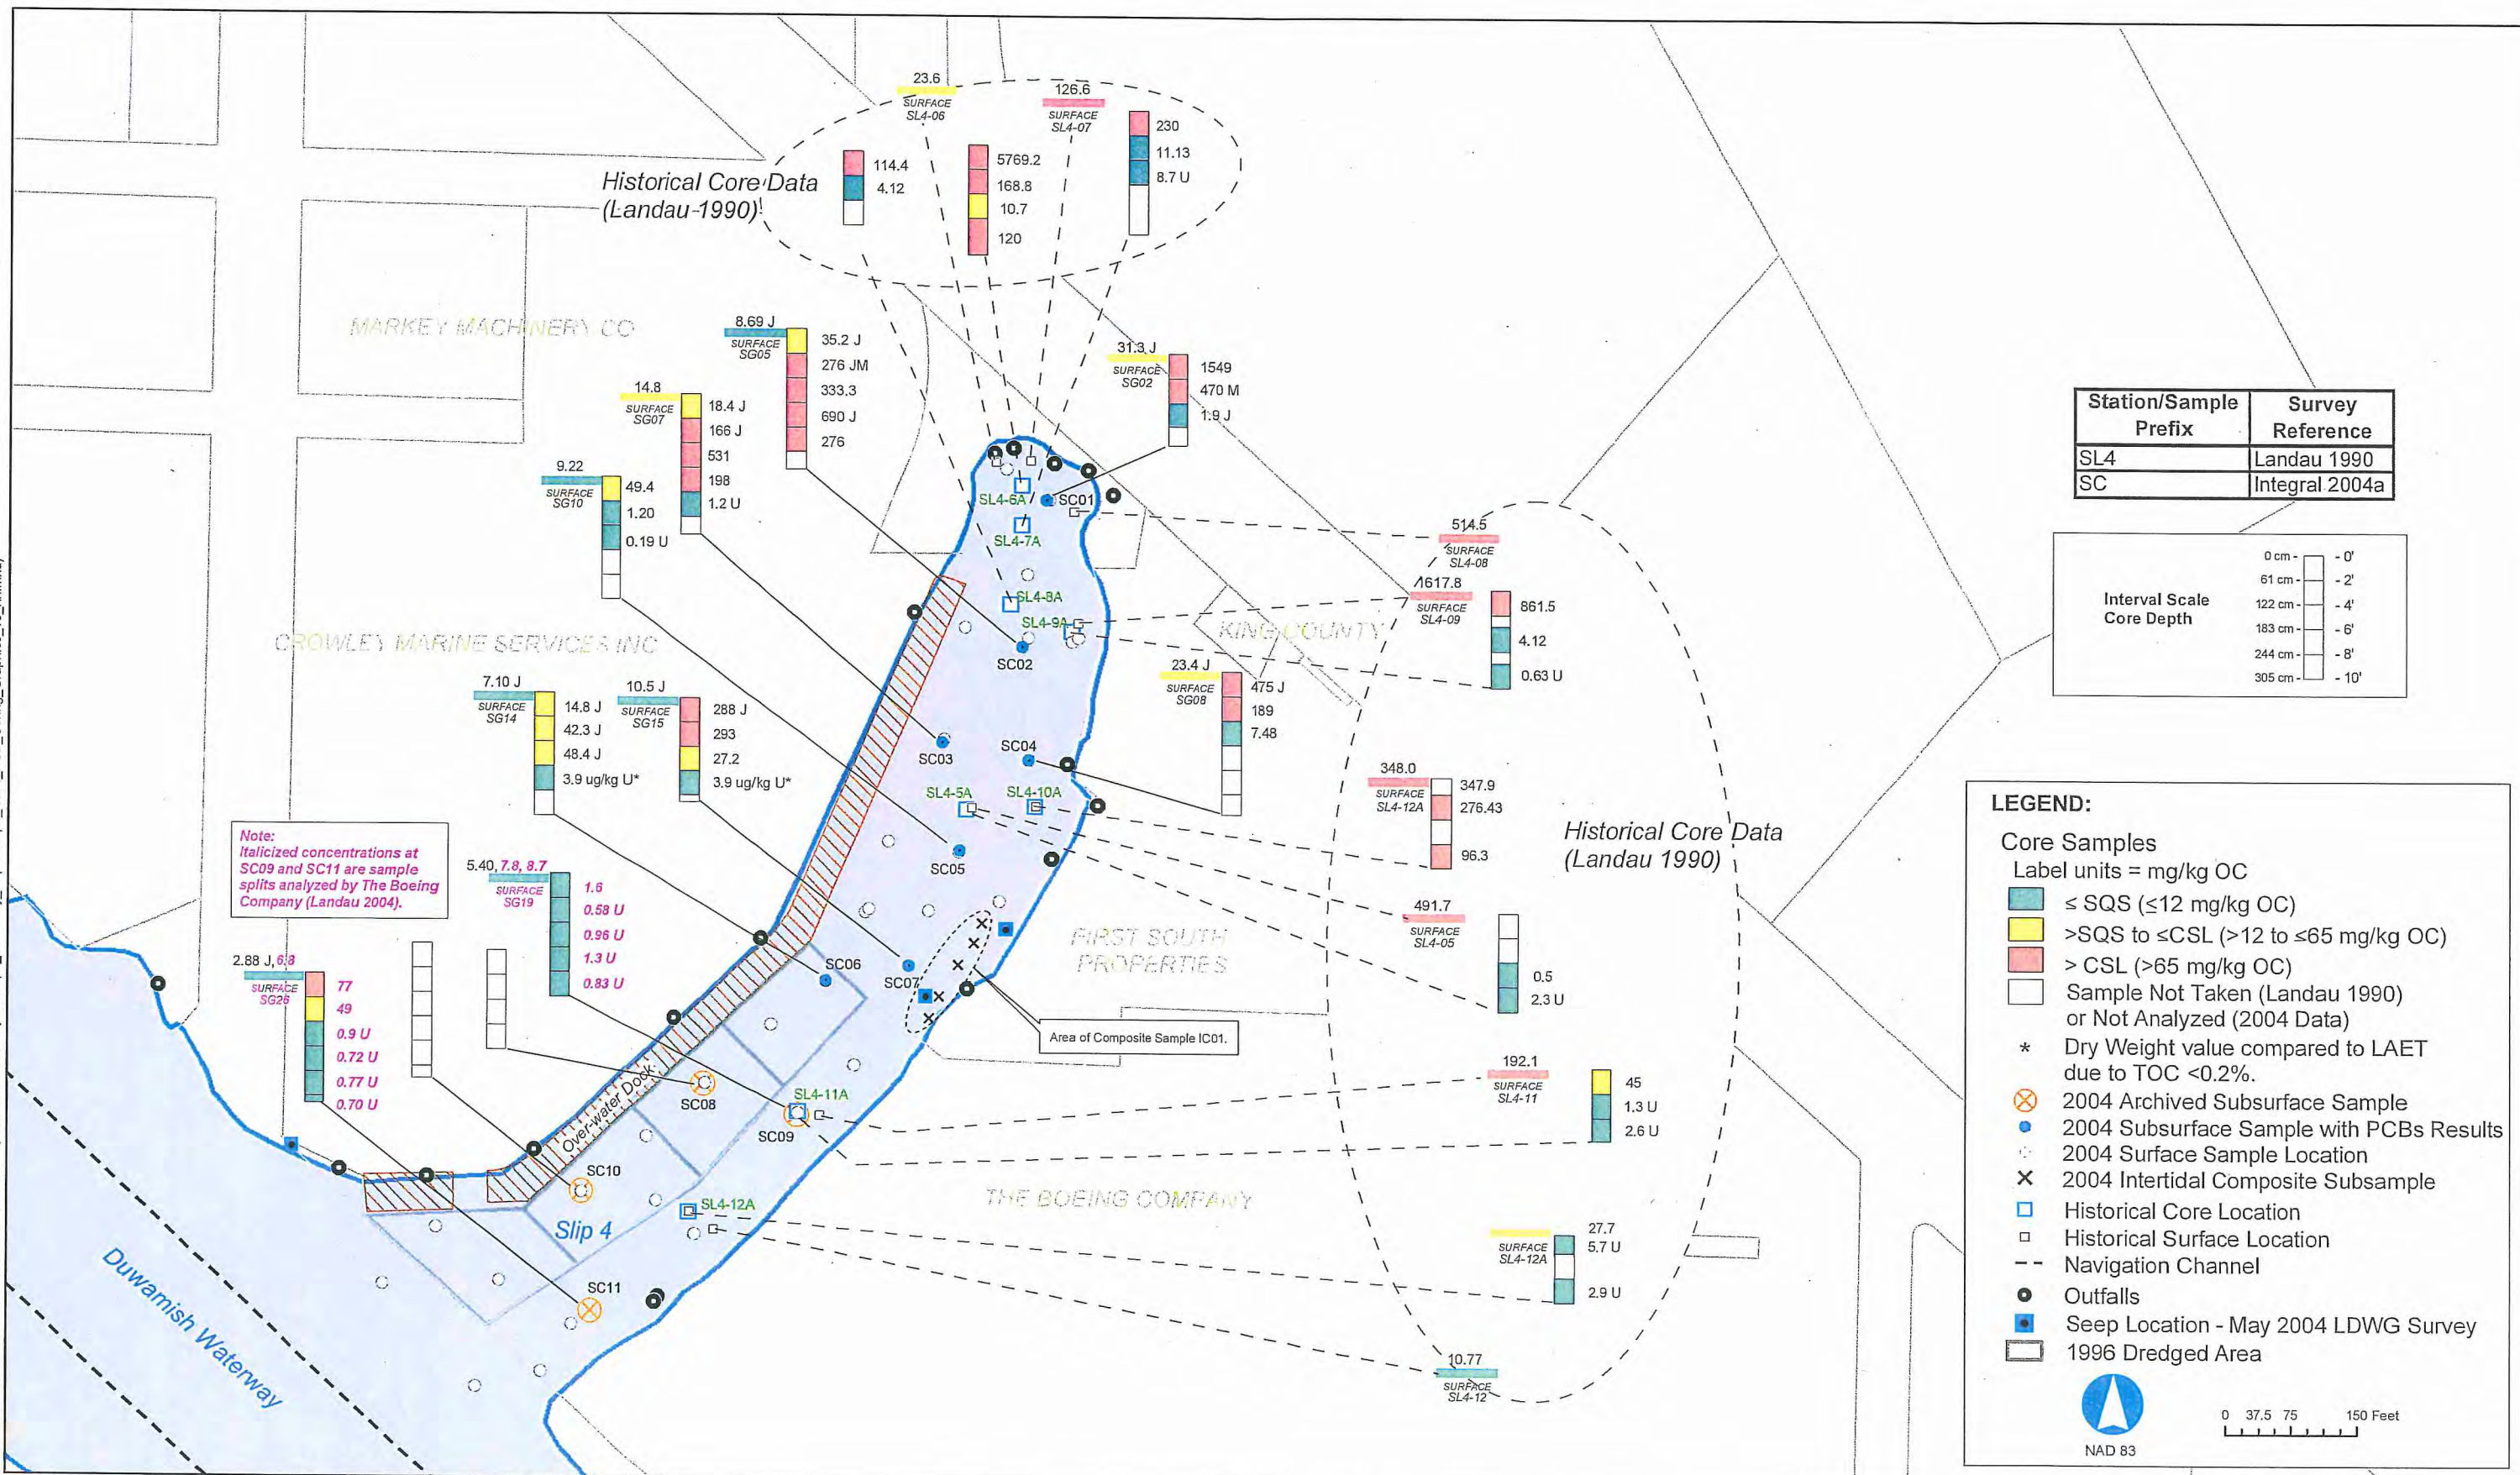 23.6
SURFACE
SL4-06
126.6
SURFACE
SL4-07
230
11.13
8.7 U
114.4
4.12
5769.2
168.8
10.7
120
Historical Core Data
(Landau-1990)
MARKEY MACHINERY CO
8.69 J
SURFACE
SG05
35.2 J
276 JM
333.3
690 J
276
31.3 J
SURFACE
SG02
1549
470 M
1.9 J
14.8
SURFACE
SG07
18.4 J
166 J
531
198
1.2 U
9.22
SURFACE
SG10
49.4
1.20
0.19 U
Station/Sample Prefix
Survey Reference
SL4
Landau 1990
SC
Integral 2004a
SL4-6A
SC01
SL4-7A
SL4-8A
SL4-9A
SC02
514.5
SURFACE
SL4-08
1617.8
SURFACE
SL4-09
861.5
4.12
0.63 U
Interval Scale
Core Depth
0 cm - - 0'
61 cm - - 2'
122 cm - - 4'
183 cm - - 6'
244 cm - - 8'
305 cm - - 10'
CROWLEY MARINE SERVICES INC
KING COUNTY
7.10 J
SURFACE
SG14
14.8 J
42.3 J
48.4 J
3.9 ug/kg U*
10.5 J
SURFACE
SG15
288 J
293
27.2
3.9 ug/kg U*
23.4 J
SURFACE
SG08
475 J
189
7.48
SC03
SC04
SL4-5A
SL4-10A
SC05
348.0
SURFACE
SL4-12A
347.9
276.43
96.3
Historical Core Data
(Landau 1990)
Note:
Italicized concentrations at
SC09 and SC11 are sample
splits analyzed by The Boeing
Company (Landau 2004).
5.40, 7.8, 8.7
SURFACE
SG19
1.6
0.58 U
0.96 U
1.3 U
0.83 U
491.7
SURFACE
SL4-05
0.5
2.3 U
FIRST SOUTH
PROPERTIES
SC06
SC07
2.88 J, 6.8
SURFACE
SG26
77
49
0.9 U
0.72 U
0.77 U
0.70 U
Area of Composite Sample IC01.
Over-water Dock
SC08
SL4-11A
SC09
192.1
SURFACE
SL4-11
45
1.3 U
2.6 U
SC10
SL4-12A
THE BOEING COMPANY
Slip 4
27.7
SURFACE
SL4-12A
5.7 U
2.9 U
SC11
Duwamish Waterway
10.77
SURFACE
SL4-12
LEGEND:
Core Samples
Label units = mg/kg OC
≤ SQS (≤12 mg/kg OC)
>SQS to ≤CSL (>12 to ≤65 mg/kg OC)
> CSL (>65 mg/kg OC)
Sample Not Taken (Landau 1990)
or Not Analyzed (2004 Data)
* Dry Weight value compared to LAET
due to TOC <0.2%.
2004 Archived Subsurface Sample
2004 Subsurface Sample with PCBs Results
2004 Surface Sample Location
2004 Intertidal Composite Subsample
Historical Core Location
Historical Surface Location
Navigation Channel
Outfalls
Seep Location - May 2004 LDWG Survey
1996 Dredged Area
NAD 83
0 37.5 75 150 Feet